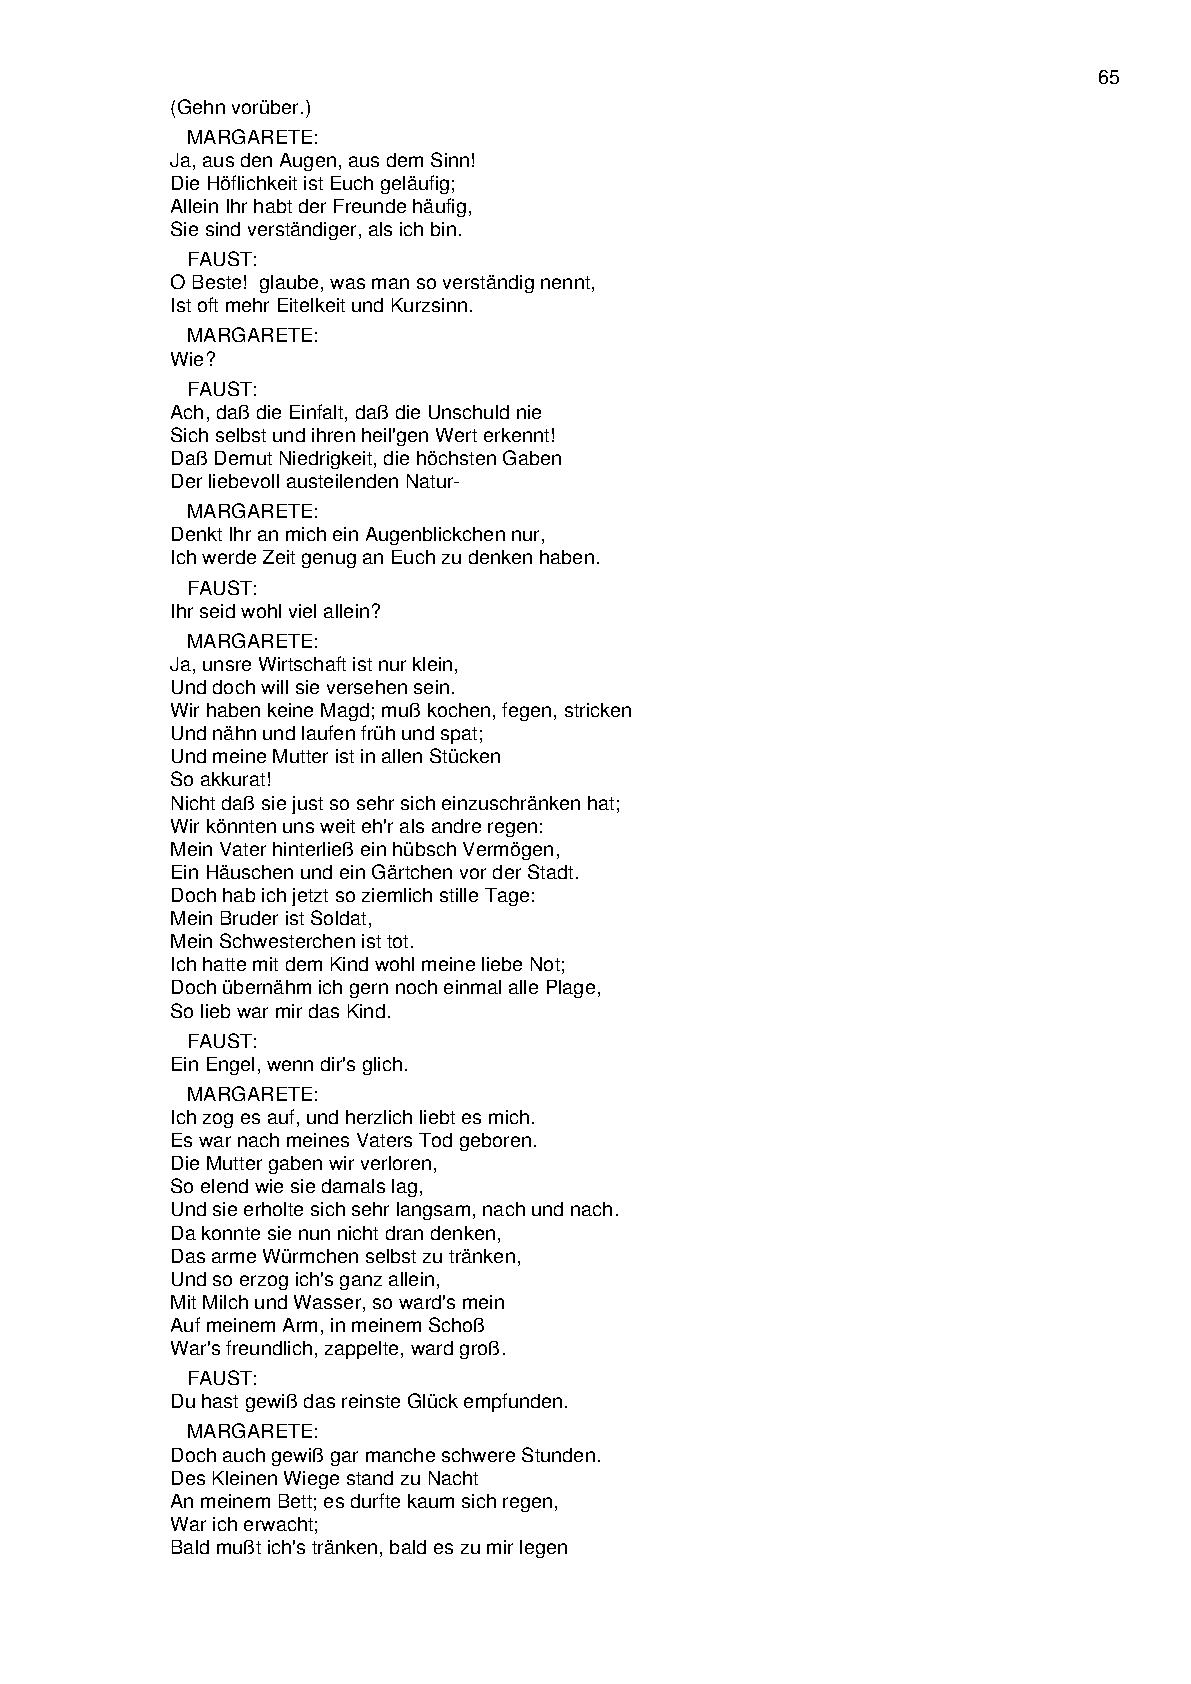 65
(Gehn vorüber.)
MARGARETE:
Ja, aus den Augen, aus dem Sinn!
Die Höflichkeit ist Euch geläufig;
Allein Ihr habt der Freunde häufig,
Sie sind verständiger, als ich bin.
FAUST:
O Beste!  glaube, was man so verständig nennt,
Ist oft mehr Eitelkeit und Kurzsinn.
MARGARETE:
Wie?
FAUST:
Ach, daß die Einfalt, daß die Unschuld nie
Sich selbst und ihren heil'gen Wert erkennt!
Daß Demut Niedrigkeit, die höchsten Gaben
Der liebevoll austeilenden Natur-
MARGARETE:
Denkt Ihr an mich ein Augenblickchen nur,
Ich werde Zeit genug an Euch zu denken haben.
FAUST:
Ihr seid wohl viel allein?
MARGARETE:
Ja, unsre Wirtschaft ist nur klein,
Und doch will sie versehen sein.
Wir haben keine Magd; muß kochen, fegen, stricken
Und nähn und laufen früh und spat;
Und meine Mutter ist in allen Stücken
So akkurat!
Nicht daß sie just so sehr sich einzuschränken hat;
Wir könnten uns weit eh'r als andre regen:
Mein Vater hinterließ ein hübsch Vermögen,
Ein Häuschen und ein Gärtchen vor der Stadt.
Doch hab ich jetzt so ziemlich stille Tage:
Mein Bruder ist Soldat,
Mein Schwesterchen ist tot.
Ich hatte mit dem Kind wohl meine liebe Not;
Doch übernähm ich gern noch einmal alle Plage,
So lieb war mir das Kind.
FAUST:
Ein Engel, wenn dir's glich.
MARGARETE:
Ich zog es auf, und herzlich liebt es mich.
Es war nach meines Vaters Tod geboren.
Die Mutter gaben wir verloren,
So elend wie sie damals lag,
Und sie erholte sich sehr langsam, nach und nach.
Da konnte sie nun nicht dran denken,
Das arme Würmchen selbst zu tränken,
Und so erzog ich's ganz allein,
Mit Milch und Wasser, so ward's mein
Auf meinem Arm, in meinem Schoß
War's freundlich, zappelte, ward groß.
FAUST:
Du hast gewiß das reinste Glück empfunden.
MARGARETE:
Doch auch gewiß gar manche schwere Stunden.
Des Kleinen Wiege stand zu Nacht
An meinem Bett; es durfte kaum sich regen,
War ich erwacht;
Bald mußt ich's tränken, bald es zu mir legen